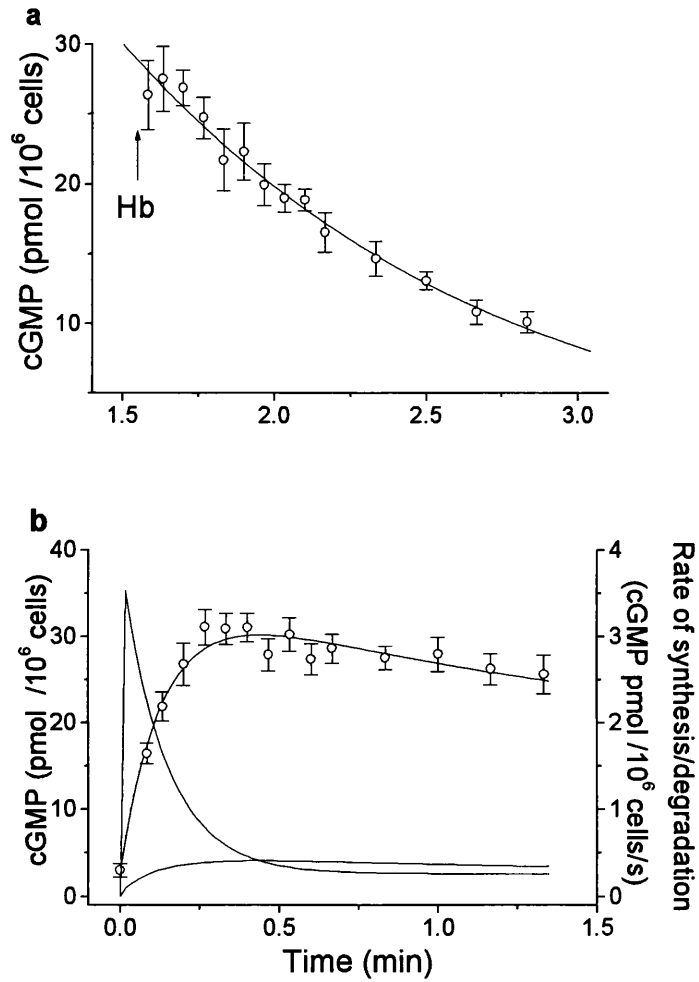 a
30
20
10
cGMP (pmol /10⁶ cells)
Hb
1.5 2.0 2.5 3.0
b
40
30
20
10
0
cGMP (pmol /10⁶ cells)
4
3
2
1
0
Rate of synthesis/degradation
(cGMP pmol /10⁶ cells/s)
0.0 0.5 1.0 1.5
Time (min)